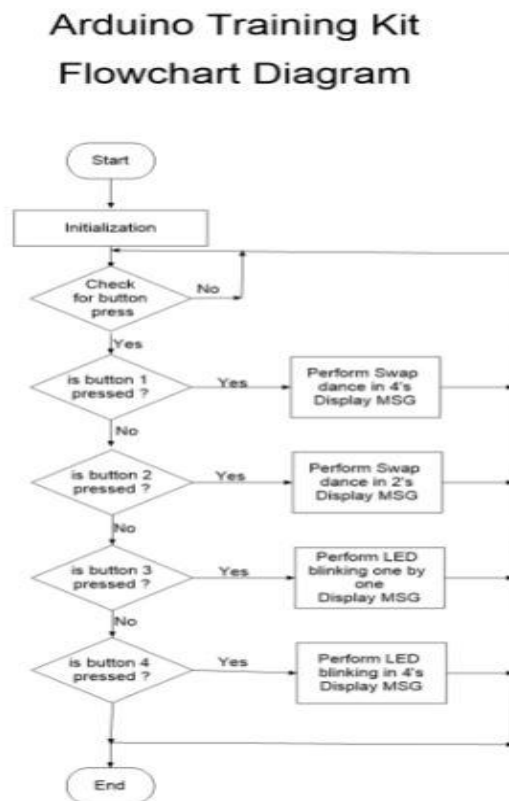 Arduino Training Kit
Flowchart Diagram
Start
Initialization
Check
for button
press
No
Yes
is button 1
pressed ?
Yes
Perform Swap
dance in 4's
Display MSG
No
is button 2
pressed ?
Yes
Perform Swap
dance in 2's
Display MSG
No
is button 3
pressed ?
Yes
Perform LED
blinking one by
one
Display MSG
No
is button 4
pressed ?
Yes
Perform LED
blinking in 4's
Display MSG
End